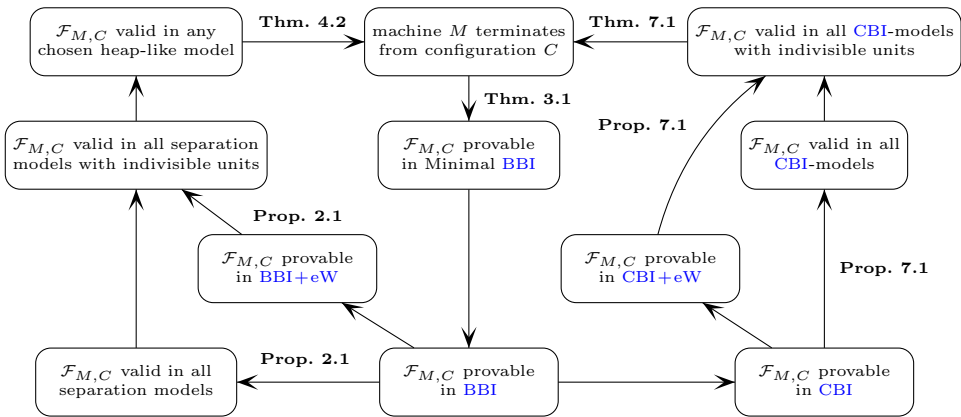 F_{M,C} valid in any
chosen heap-like model
Thm. 4.2
machine M terminates
from configuration C
Thm. 7.1
F_{M,C} valid in all CBI-models
with indivisible units
Thm. 3.1
F_{M,C} valid in all separation
models with indivisible units
F_{M,C} provable
in Minimal BBI
Prop. 7.1
F_{M,C} valid in all
CBI-models
Prop. 2.1
F_{M,C} provable
in BBI+eW
F_{M,C} provable
in CBI+eW
Prop. 7.1
F_{M,C} valid in all
separation models
Prop. 2.1
F_{M,C} provable
in BBI
F_{M,C} provable
in CBI